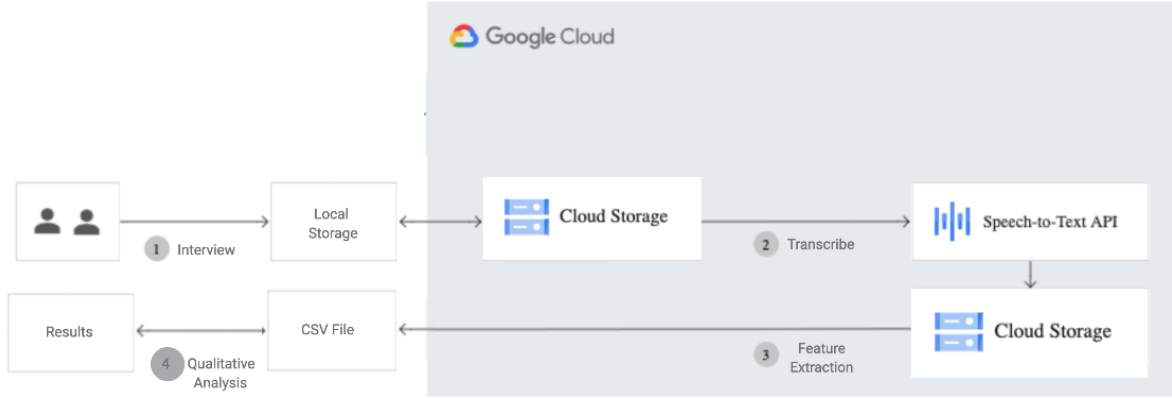 Google Cloud
Local
Storage
Cloud Storage
Speech-to-Text API
1 Interview
2 Transcribe
Results
CSV File
Cloud Storage
4 Qualitative
Analysis
3 Feature
Extraction